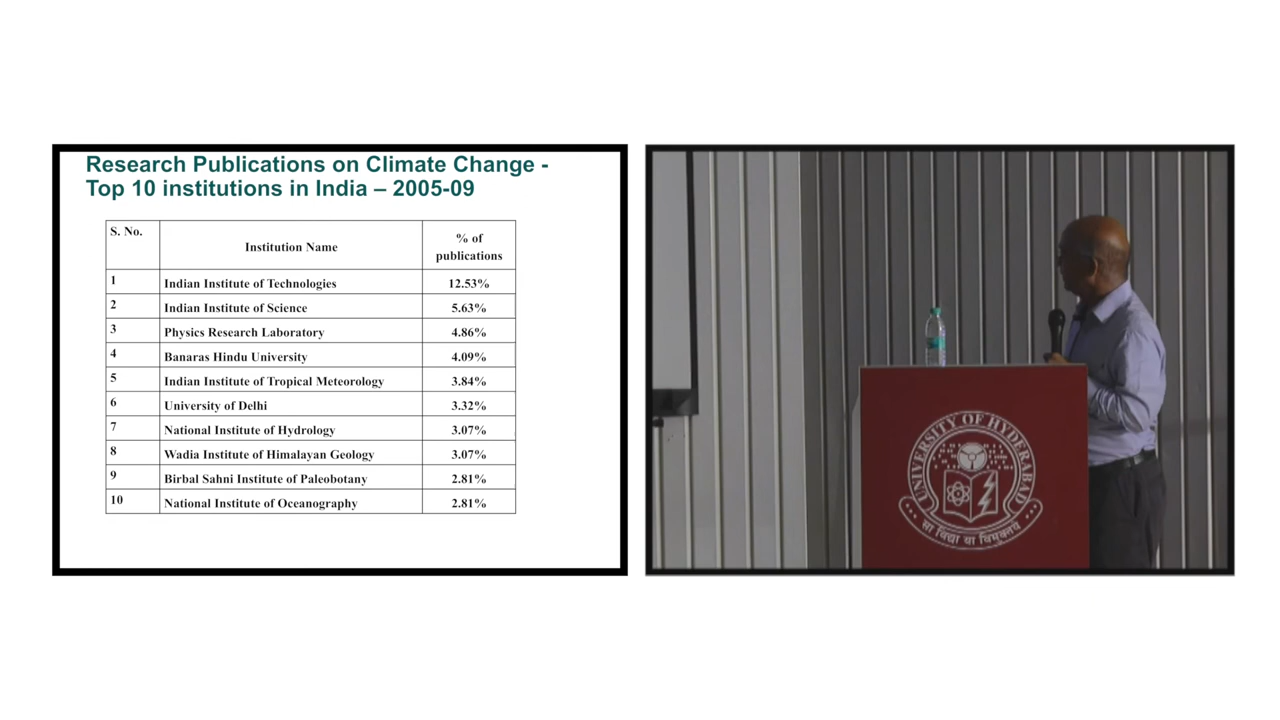 Research Publications on Climate Change -
Top 10 institutions in India – 2005-09
S. No. Institution Name % of publications
1 Indian Institute of Technologies 12.53%
2 Indian Institute of Science 5.63%
3 Physics Research Laboratory 4.86%
4 Banaras Hindu University 4.09%
5 Indian Institute of Tropical Meteorology 3.84%
6 University of Delhi 3.32%
7 National Institute of Hydrology 3.07%
8 Wadia Institute of Himalayan Geology 3.07%
9 Birbal Sahni Institute of Paleobotany 2.81%
10 National Institute of Oceanography 2.81%
UNIVERSITY OF HYDERABAD
सा विद्या या विमुक्तये